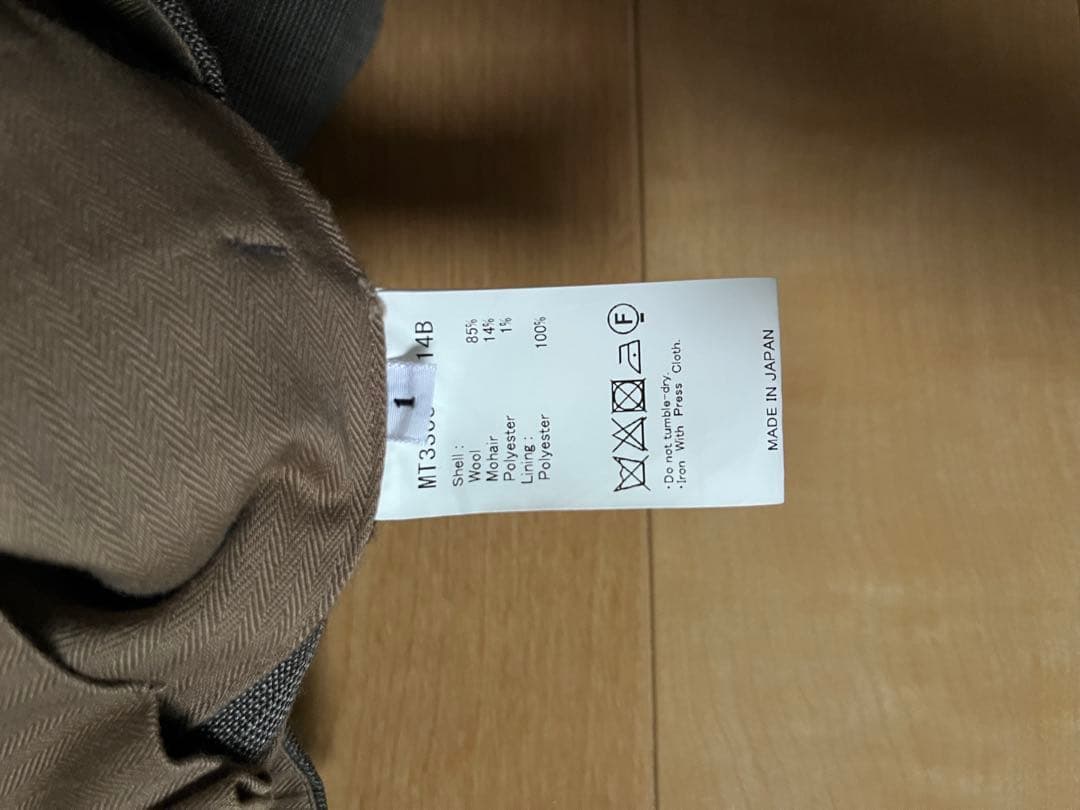 1
14B
Shell:
Wool 85%
Mohair 14%
Polyester 1%
Lining:
Polyester 100%
F
・Do not tumble-dry.
・Iron With Press Cloth.
MADE IN JAPAN